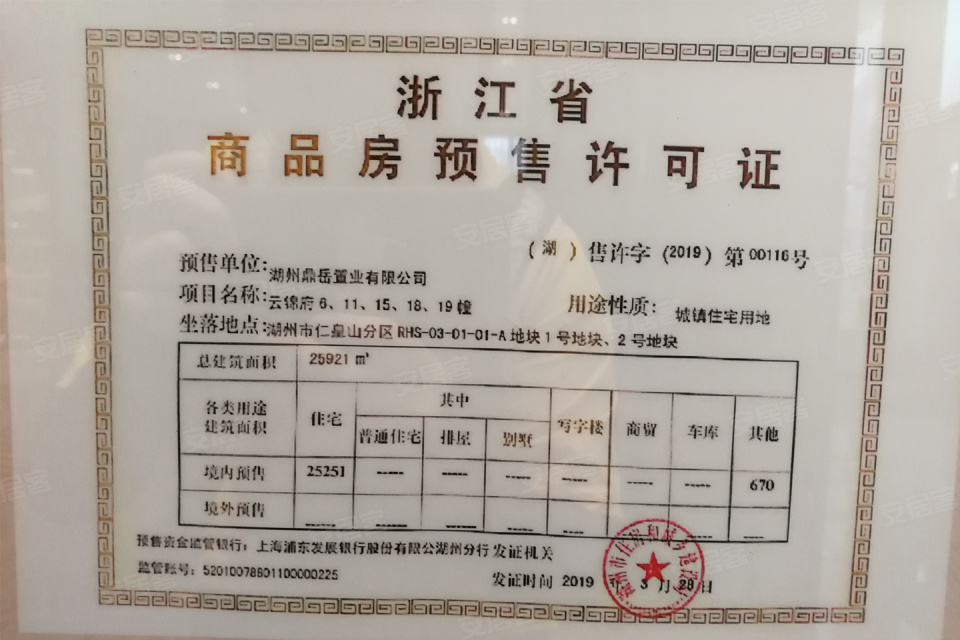 浙江省
商品房预售许可证
(湖)售许字(2019)第00116号
预售单位:湖州鼎岳置业有限公司
项目名称:云锦府6、11、15、18、19幢 用途性质:城镇住宅用地
坐落地点:湖州市仁皇山分区RHS-03-01-01-A地块1号地块、2号地块
总建筑面积 25921㎡
各类用途建筑面积 住宅 其中 写字楼 商贸 车库 其他
普通住宅 排屋 别墅
境内预售 25251 ----- ----- ----- ----- ----- ----- 670
境外预售 ----- ----- ----- ----- ----- ----- ----- ----
预售资金监管银行:上海浦东发展银行股份有限公湖州分行 发证机关
监管账号:52010078801100000225
发证时间 2019年3月28日
安居客